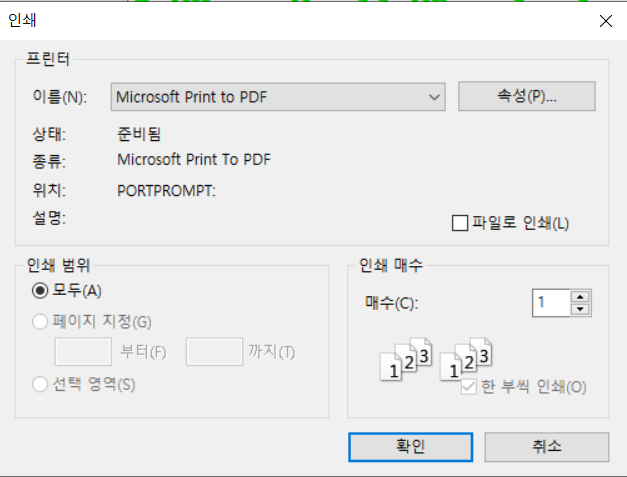 인쇄
프린터
이름(N): Microsoft Print to PDF 속성(P)...
상태: 준비됨
종류: Microsoft Print To PDF
위치: PORTPROMPT:
설명:
파일로 인쇄(L)
인쇄 범위
모두(A)
페이지 지정(G)
부터(F) 까지(T)
선택 영역(S)
인쇄 매수
매수(C): 1
1 2 3 1 2 3
한 부씩 인쇄(O)
확인 취소